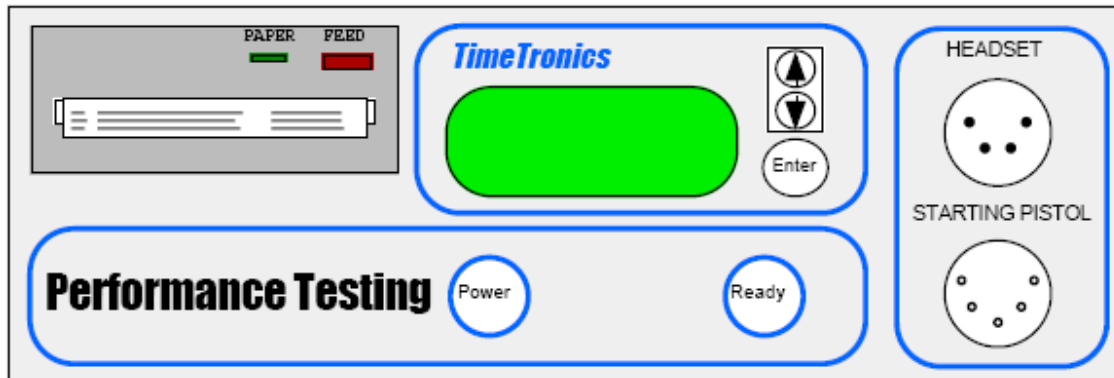 PAPER FEED
TimeTronics
Enter
Performance Testing
Power
Ready
HEADSET
STARTING PISTOL